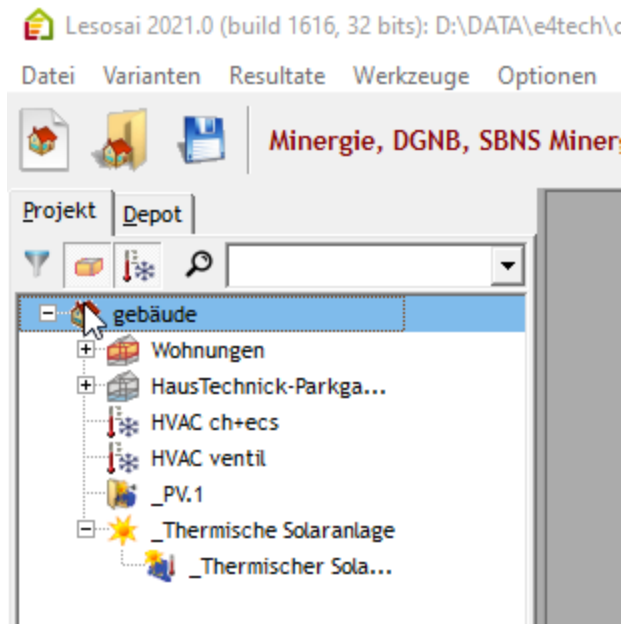 Lesosai 2021.0 (build 1616, 32 bits): D:\DATA\e4tech\
Datei Varianten Resultate Werkzeuge Optionen
Minergie, DGNB, SBNS Miner
Projekt Depot
gebäude
Wohnungen
HausTechnick-Parkga...
HVAC ch+ecs
HVAC ventil
_PV.1
_Thermische Solaranlage
_Thermischer Sola...